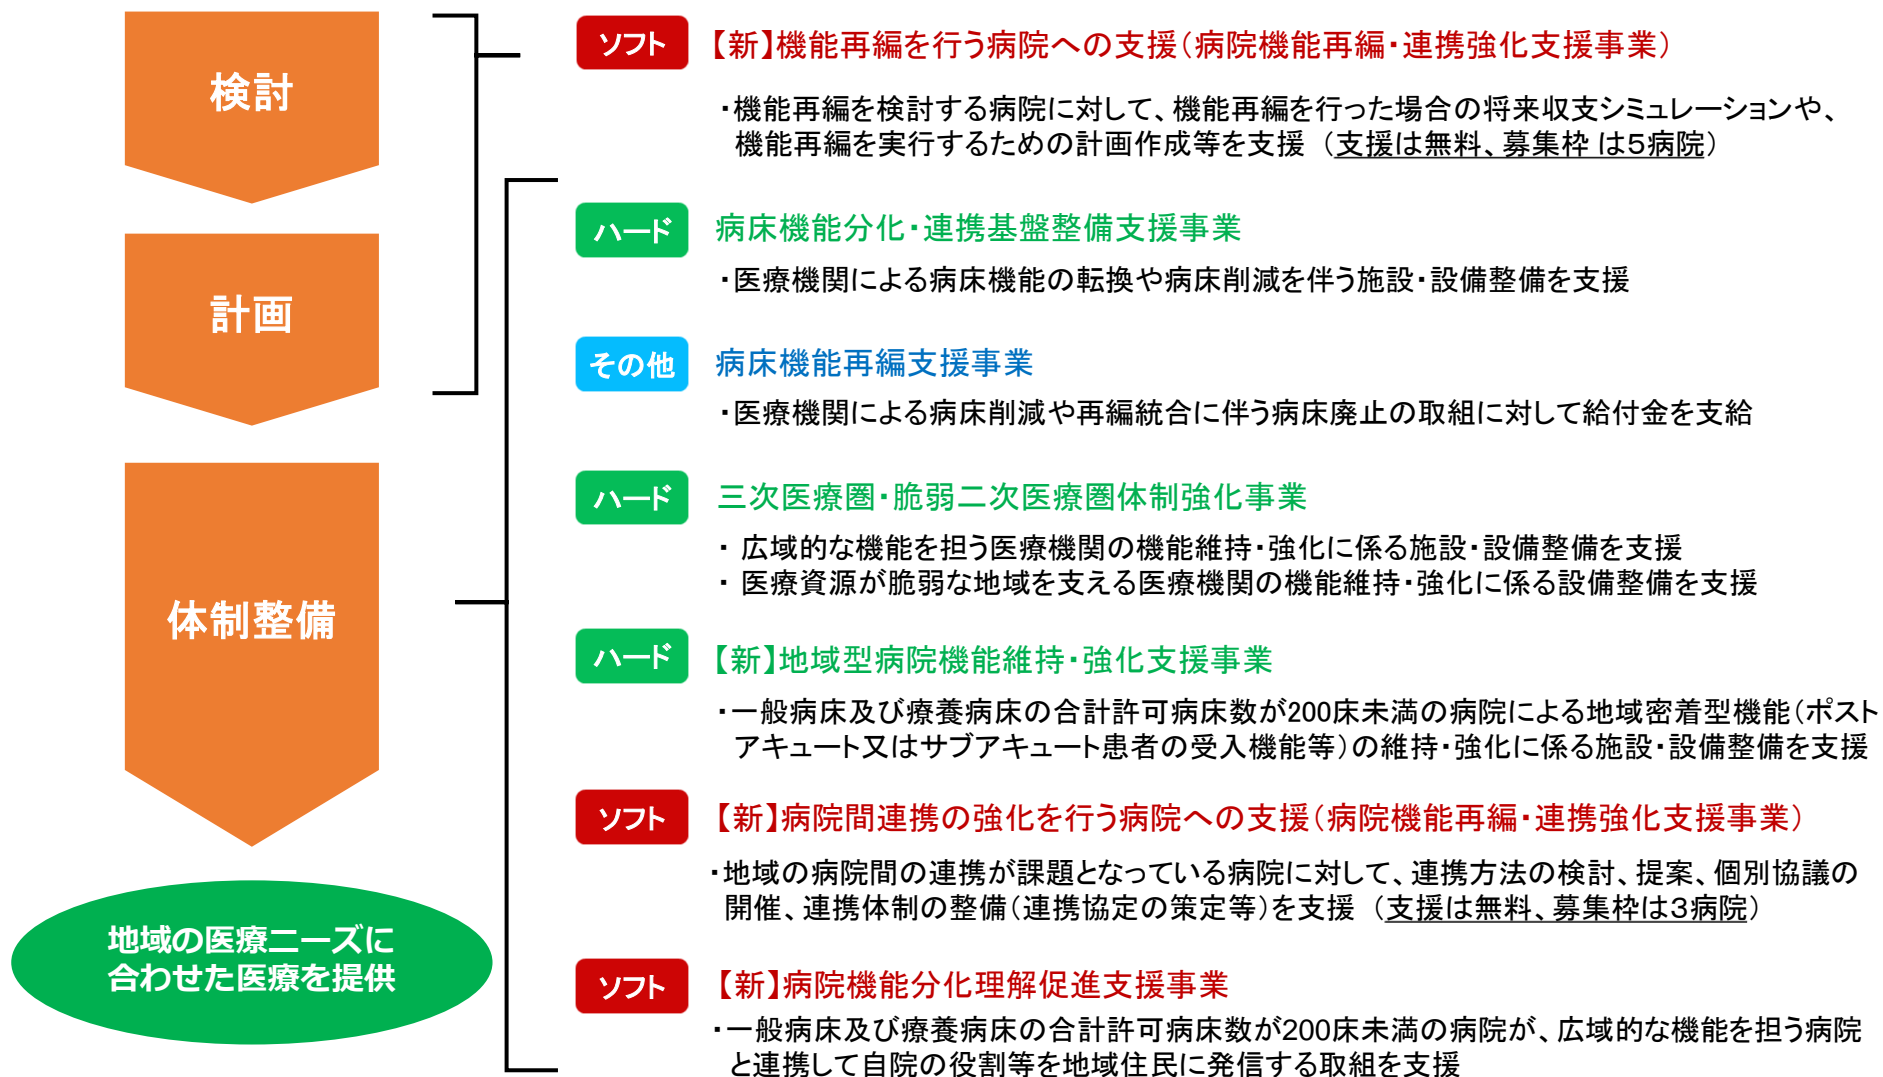 検討
計画
体制整備
地域の医療ニーズに
合わせた医療を提供
ソフト
【新】機能再編を行う病院への支援（病院機能再編・連携強化支援事業）
・機能再編を検討する病院に対して、機能再編を行った場合の将来収支シミュレーションや、
機能再編を実行するための計画作成等を支援 （支援は無料、募集枠 は５病院）
ハード
病床機能分化・連携基盤整備支援事業
・医療機関による病床機能の転換や病床削減を伴う施設・設備整備を支援
その他
病床機能再編支援事業
・医療機関による病床削減や再編統合に伴う病床廃止の取組に対して給付金を支給
ハード
三次医療圏・脆弱二次医療圏体制強化事業
・ 広域的な機能を担う医療機関の機能維持・強化に係る施設・設備整備を支援
・ 医療資源が脆弱な地域を支える医療機関の機能維持・強化に係る設備整備を支援
ハード
【新】地域型病院機能維持・強化支援事業
・一般病床及び療養病床の合計許可病床数が200床未満の病院による地域密着型機能（ポスト
アキュート又はサブアキュート患者の受入機能等）の維持・強化に係る施設・設備整備を支援
ソフト
【新】病院間連携の強化を行う病院への支援（病院機能再編・連携強化支援事業）
・地域の病院間の連携が課題となっている病院に対して、連携方法の検討、提案、個別協議の
開催、連携体制の整備（連携協定の策定等）を支援 （支援は無料、募集枠は３病院）
ソフト
【新】病院機能分化理解促進支援事業
・一般病床及び療養病床の合計許可病床数が200床未満の病院が、広域的な機能を担う病院
と連携して自院の役割等を地域住民に発信する取組を支援